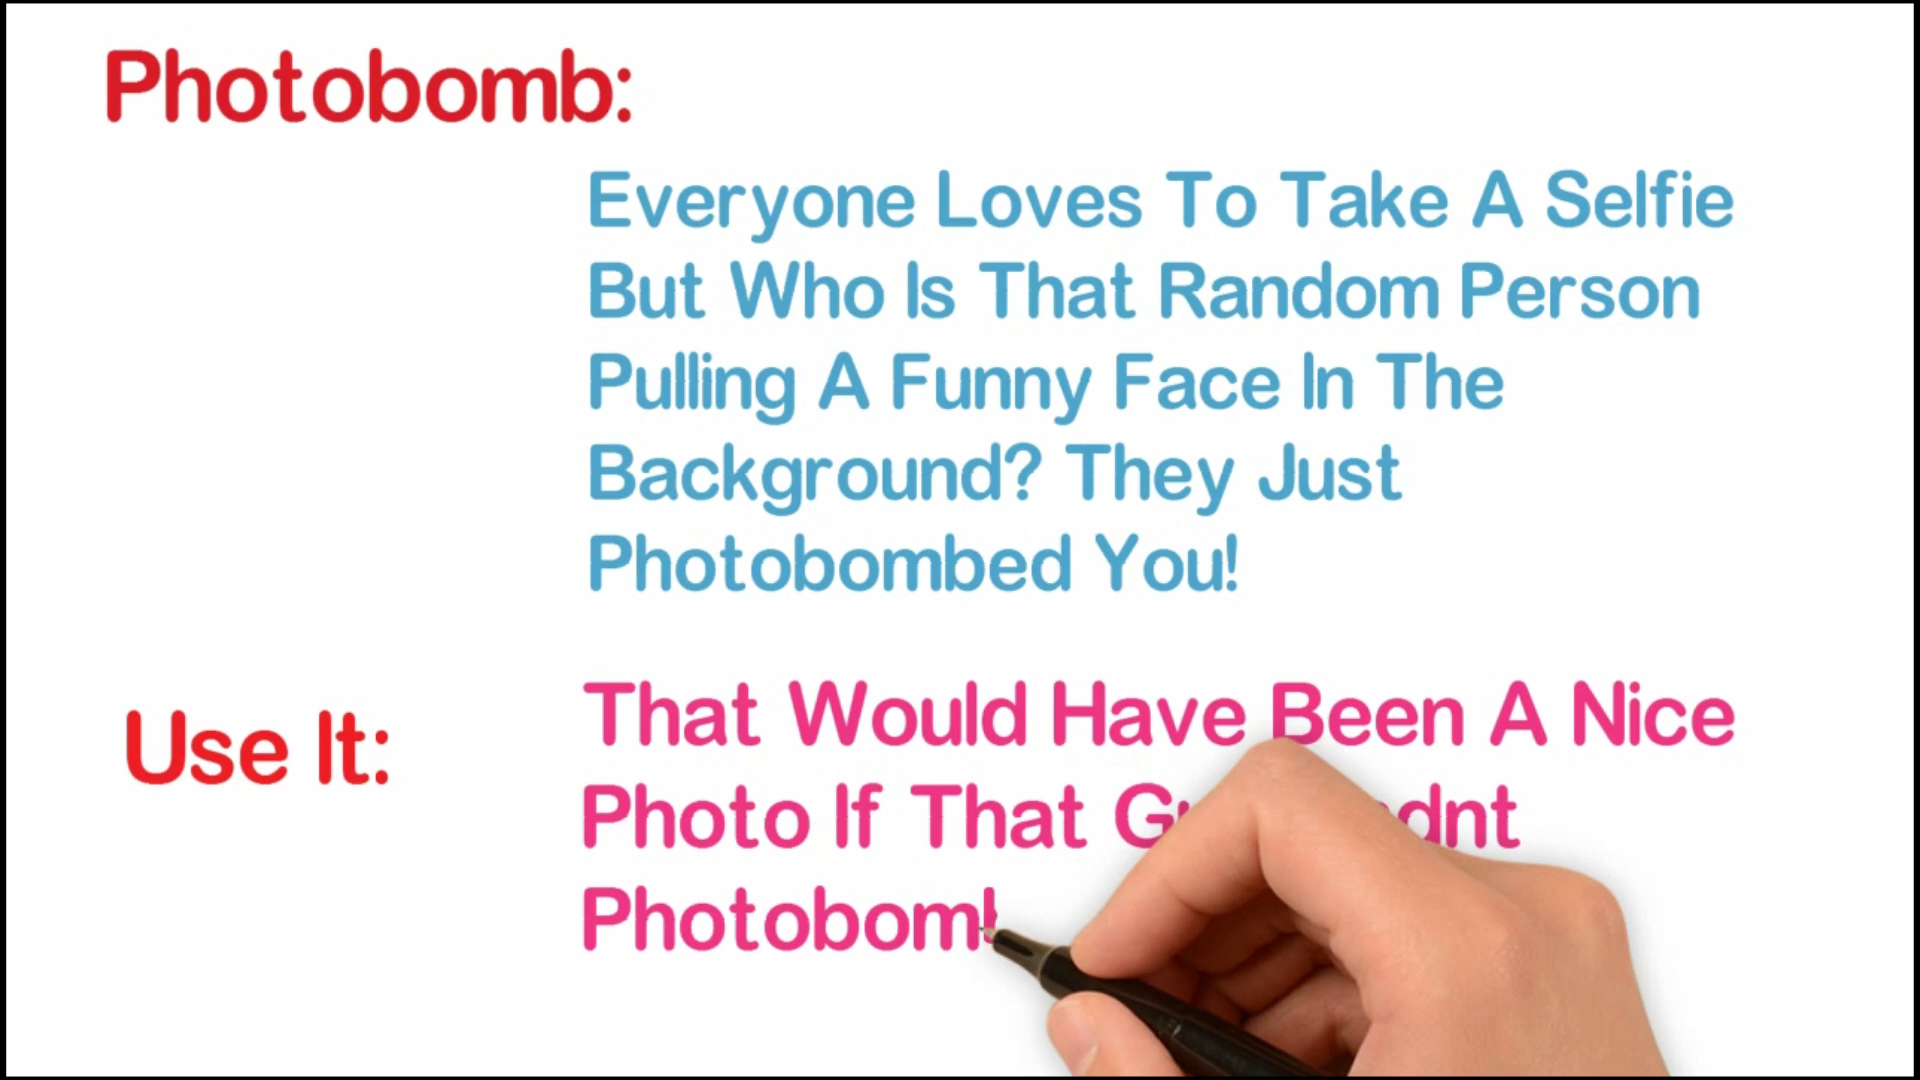 Photobomb:
Everyone Loves To Take A Selfie
But Who Is That Random Person
Pulling A Funny Face In The
Background? They Just
Photobombed You!
Use It:
That Would Have Been A Nice
Photo If That